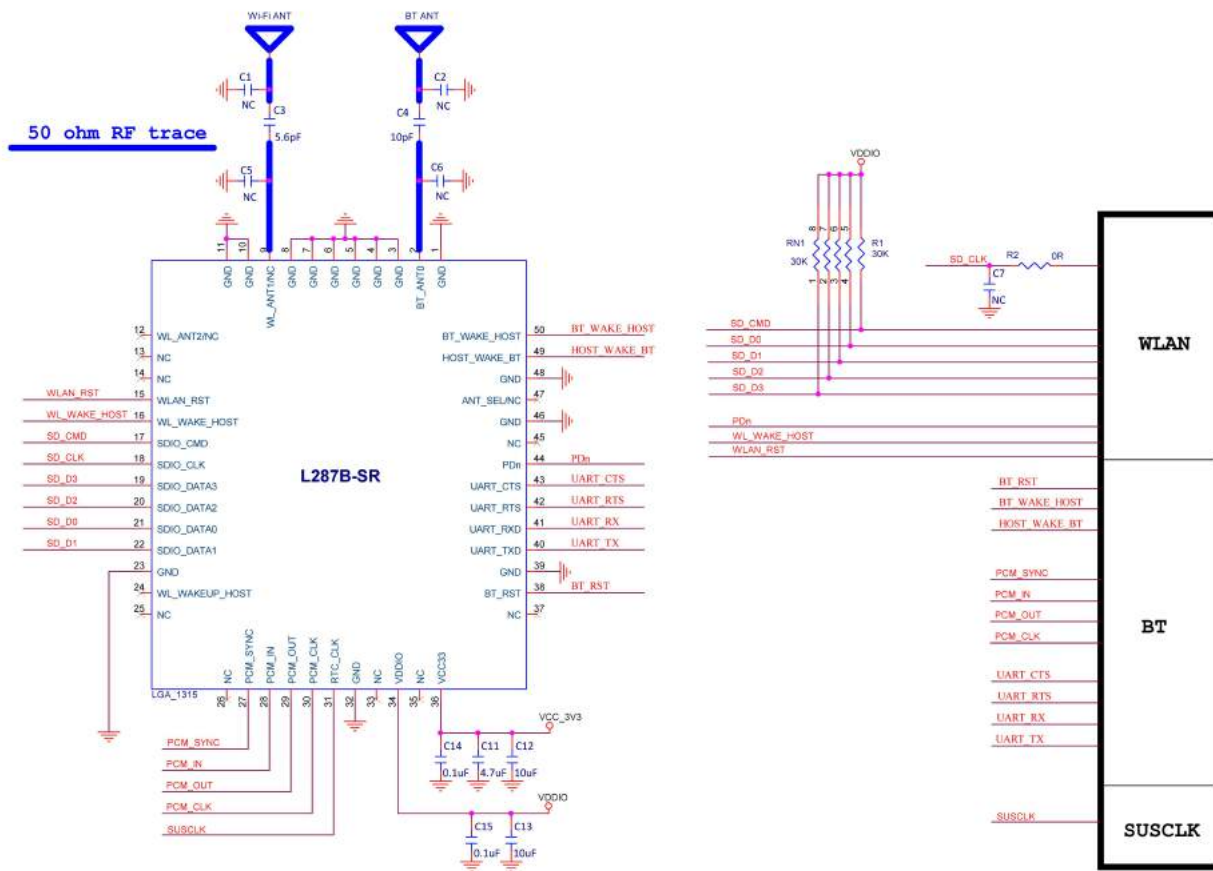 Wi-Fi ANT
BT ANT
C1
NC
C2
NC
C3
5.6pF
C4
10pF
50 ohm RF trace
C5
NC
C6
NC
11 10 9 8 7 6 5 4 3 2 1
GND GND WL_ANT1/NC GND GND GND GND GND GND BT_ANT0 GND
12 WL_ANT2/NC
13 NC
14 NC
WLAN_RST 15 WLAN_RST
WL_WAKE_HOST 16 WL_WAKE_HOST
SD_CMD 17 SDIO_CMD
SD_CLK 18 SDIO_CLK
SD_D3 19 SDIO_DATA3
SD_D2 20 SDIO_DATA2
SD_D0 21 SDIO_DATA0
SD_D1 22 SDIO_DATA1
23 GND
24 WL_WAKEUP_HOST
25 NC
L287B-SR
BT_WAKE_HOST 50 BT_WAKE_HOST
HOST_WAKE_BT 49 HOST_WAKE_BT
GND 48
ANT_SEL/NC 47
GND 46
NC 45
PDn 44 PDn
UART_CTS 43 UART_CTS
UART_RTS 42 UART_RTS
UART_RXD 41 UART_RX
UART_TXD 40 UART_TX
GND 39
BT_RST 38 BT_RST
NC 37
NC PCM_SYNC PCM_IN PCM_OUT PCM_CLK RTC_CLK GND NC VDDIO NC VCC33
26 27 28 29 30 31 32 33 34 35 36
LGA_1315
PCM_SYNC
PCM_IN
PCM_OUT
PCM_CLK
SUSCLK
VCC_3V3
C14
0.1uF
C11
4.7uF
C12
10uF
VDDIO
C15
0.1uF
C13
10uF
VDDIO
8 7 6 5
RN1
30K
R1
30K
1 2 3 4
SD_CLK
R2
0R
C7
NC
SD_CMD
SD_D0
SD_D1
SD_D2
SD_D3
PDn
WL_WAKE_HOST
WLAN_RST
WLAN
BT_RST
BT_WAKE_HOST
HOST_WAKE_BT
PCM_SYNC
PCM_IN
PCM_OUT
PCM_CLK
BT
UART_CTS
UART_RTS
UART_RX
UART_TX
SUSCLK
SUSCLK